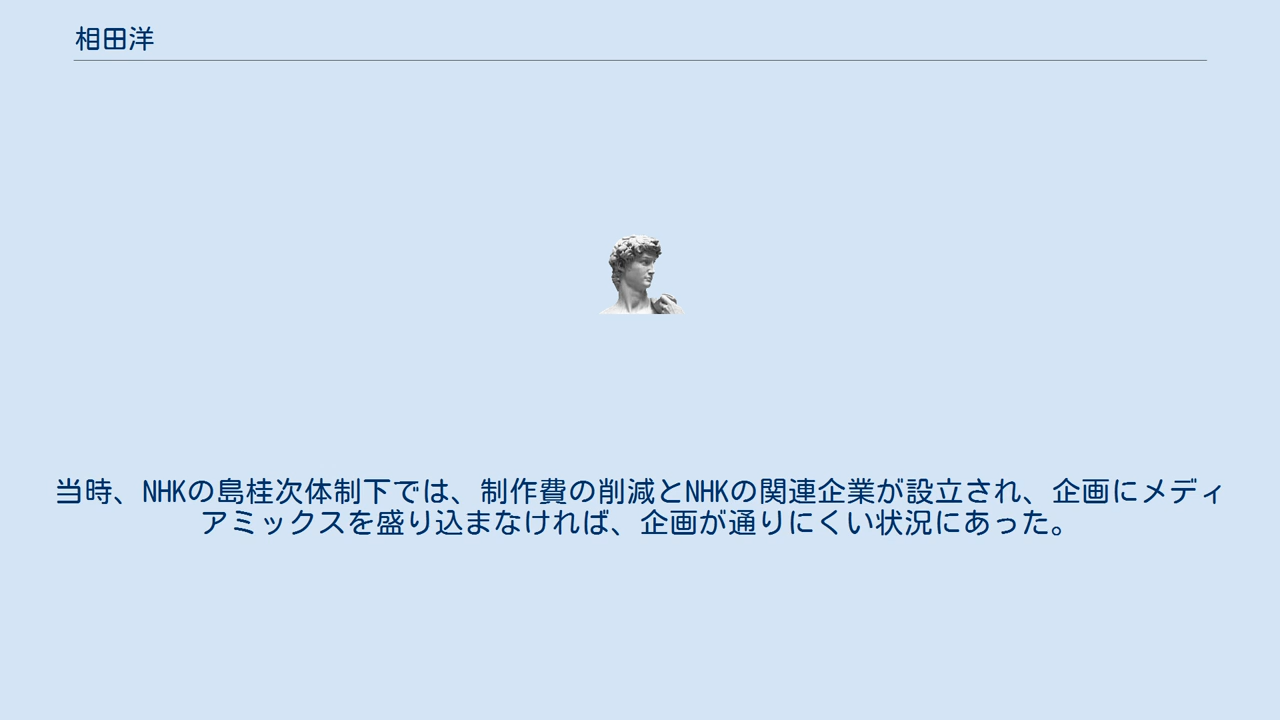 相田洋
当時、NHKの島桂次体制下では、制作費の削減とNHKの関連企業が設立され、企画にメディ
アミックスを盛り込まなければ、企画が通りにくい状況にあった。